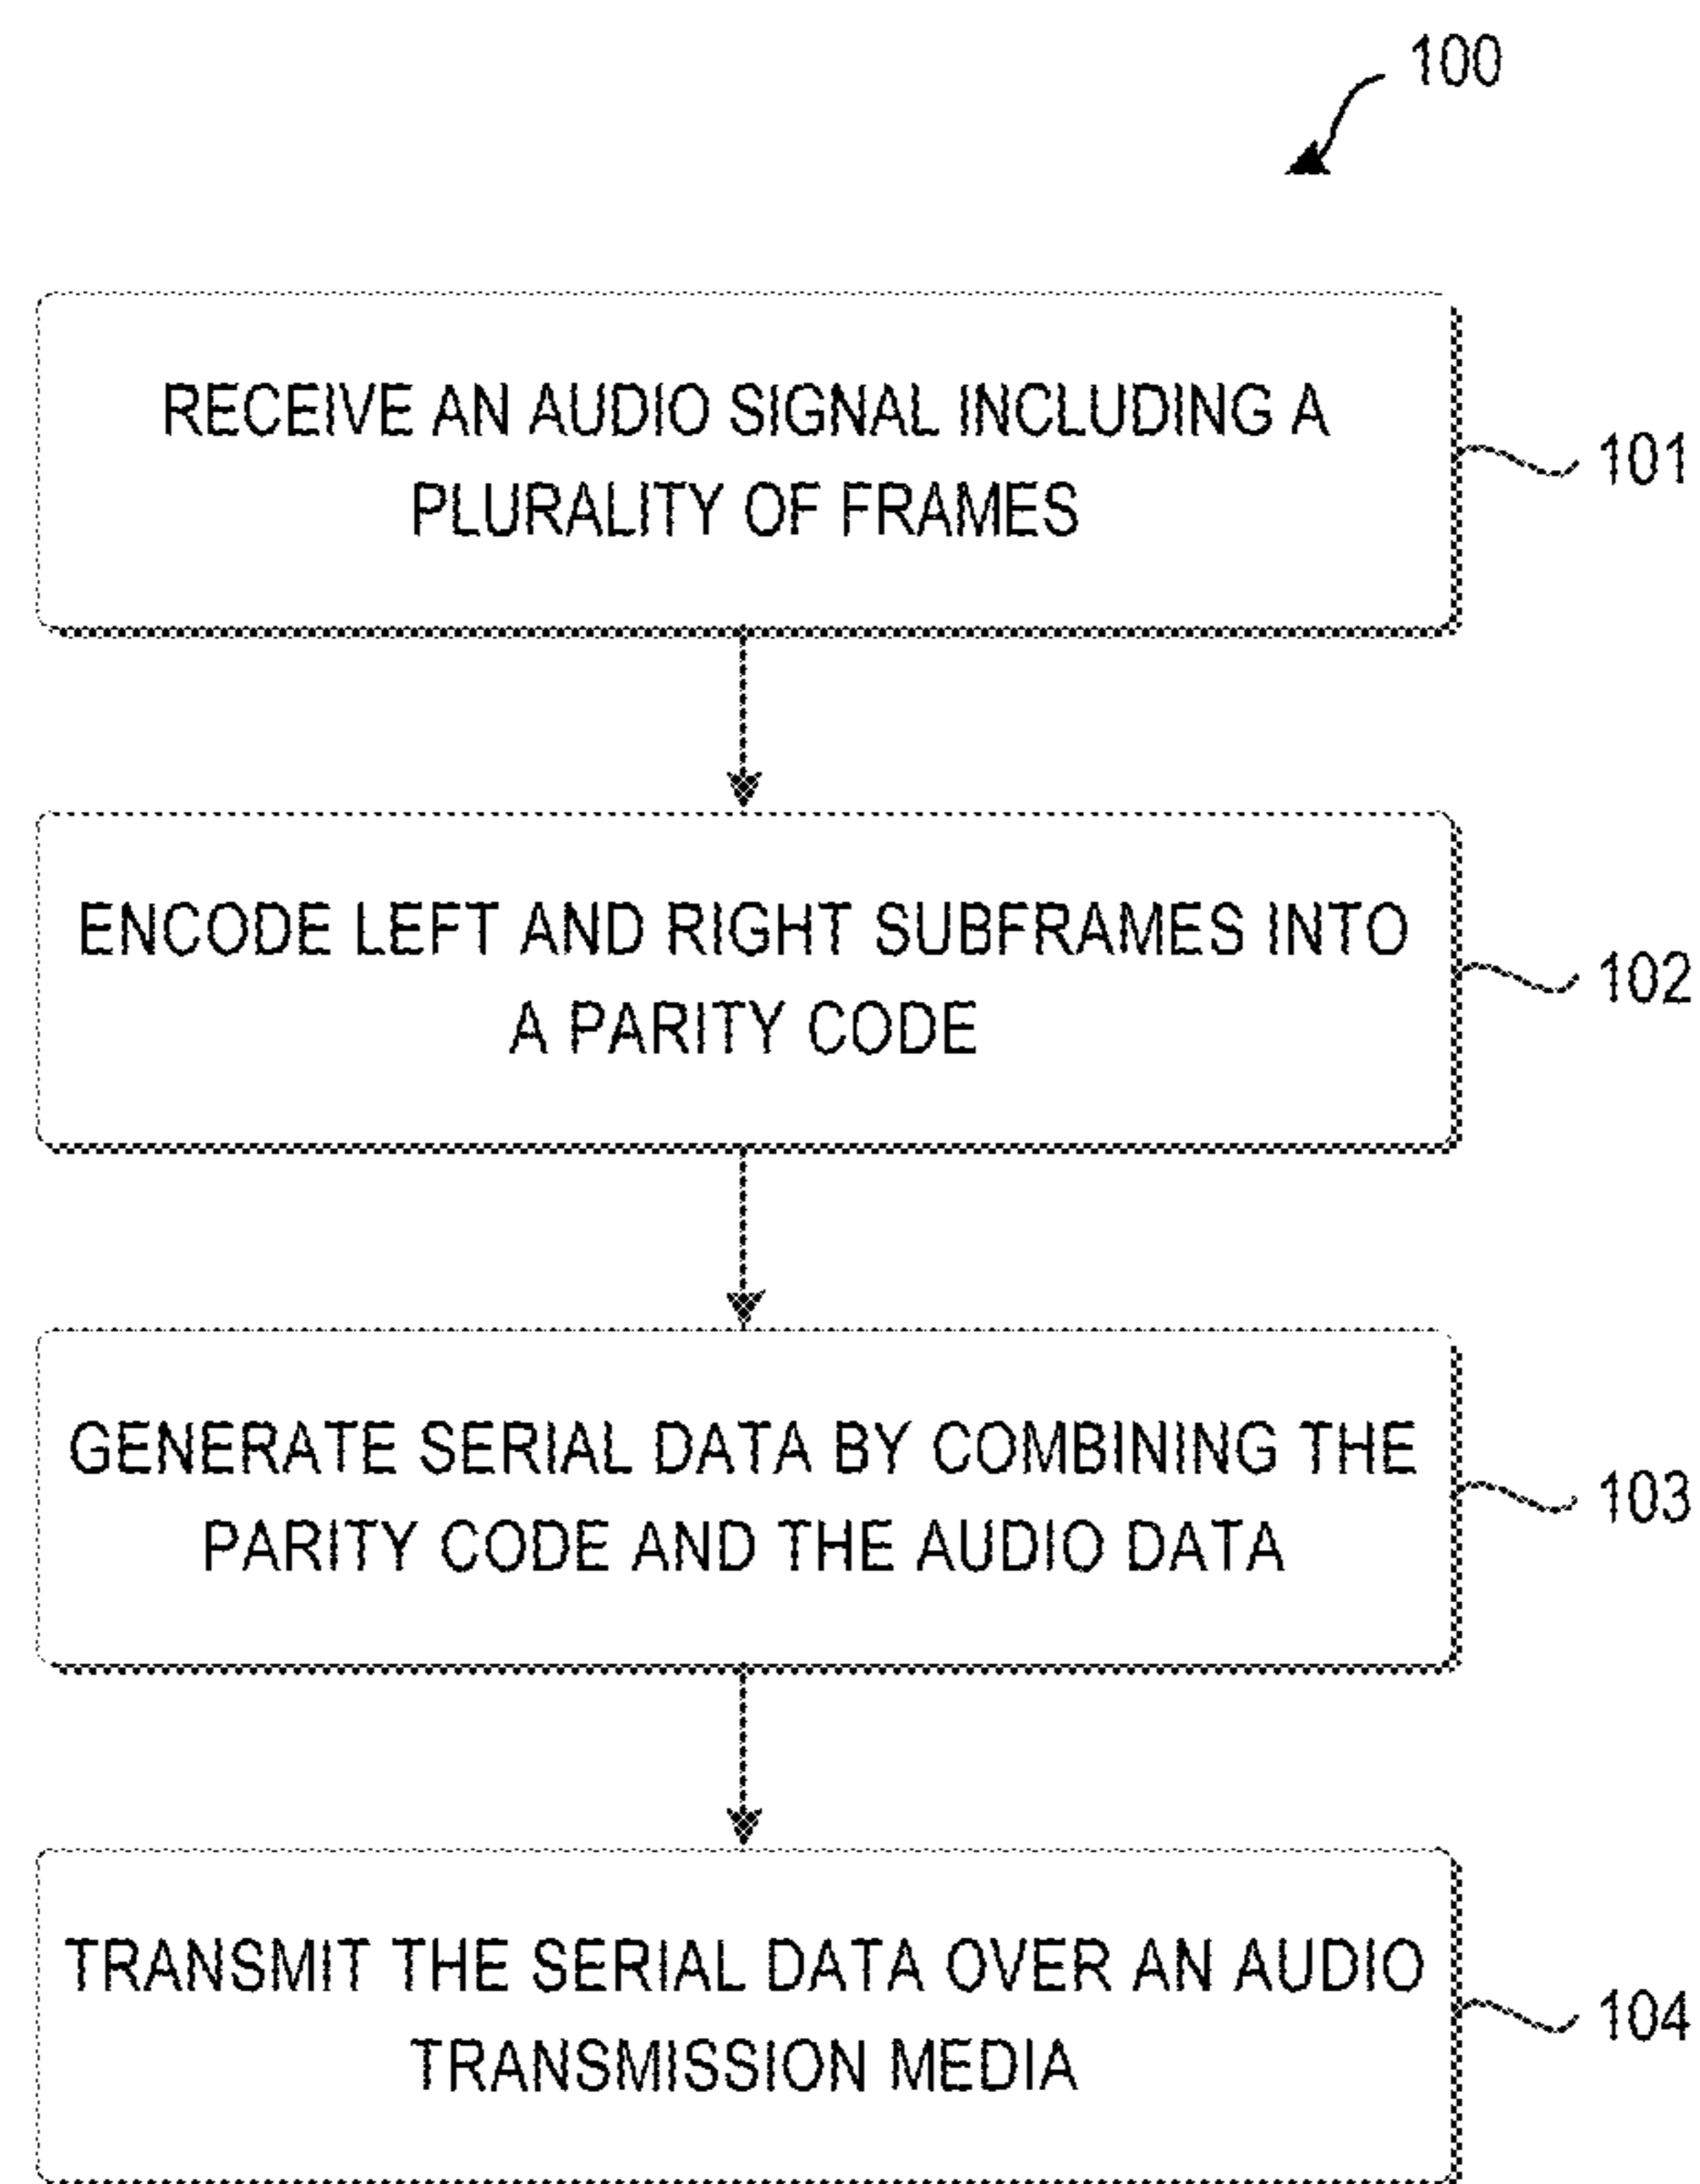 100
RECEIVE AN AUDIO SIGNAL INCLUDING A
PLURALITY OF FRAMES
101
ENCODE LEFT AND RIGHT SUBFRAMES INTO
A PARITY CODE
102
GENERATE SERIAL DATA BY COMBINING THE
PARITY CODE AND THE AUDIO DATA
103
TRANSMIT THE SERIAL DATA OVER AN AUDIO
TRANSMISSION MEDIA
104